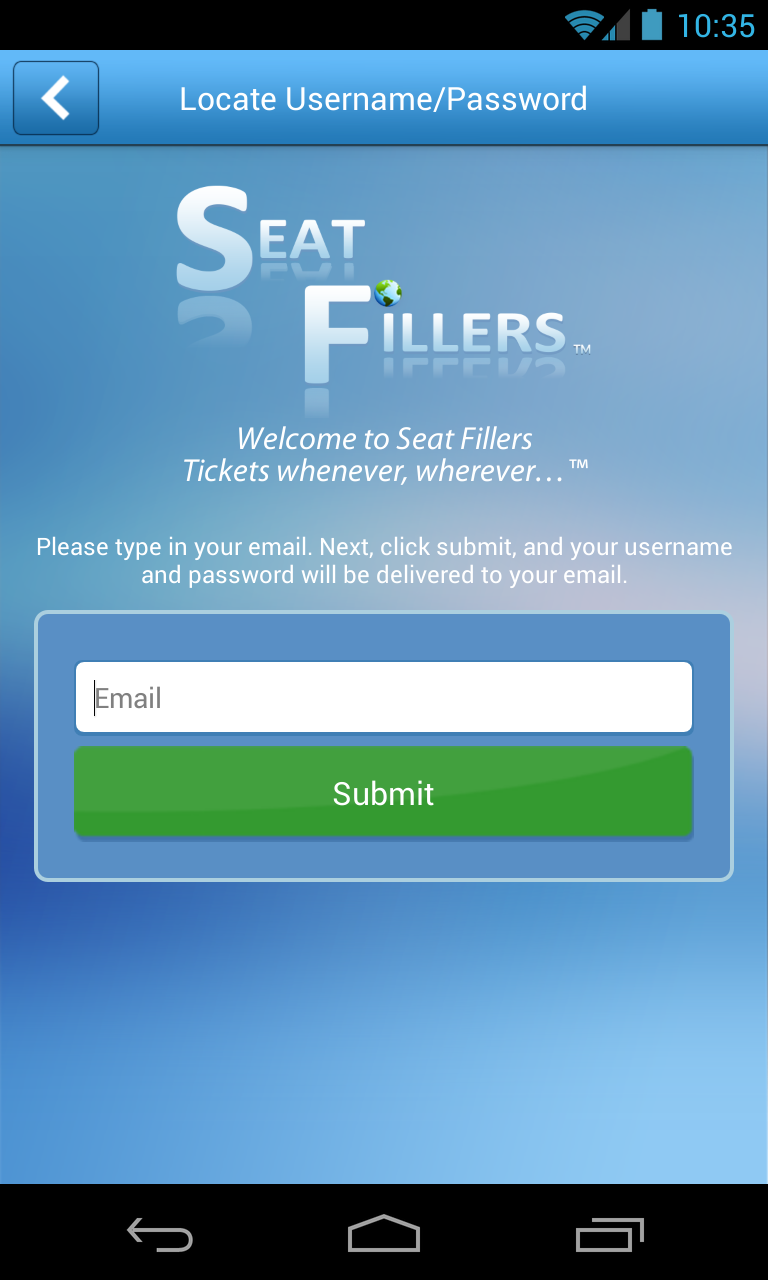 10:35
Locate Username/Password
SEAT
FILLERS™
Welcome to Seat Fillers
Tickets whenever, wherever...™
Please type in your email. Next, click submit, and your username
and password will be delivered to your email.
Email
Submit